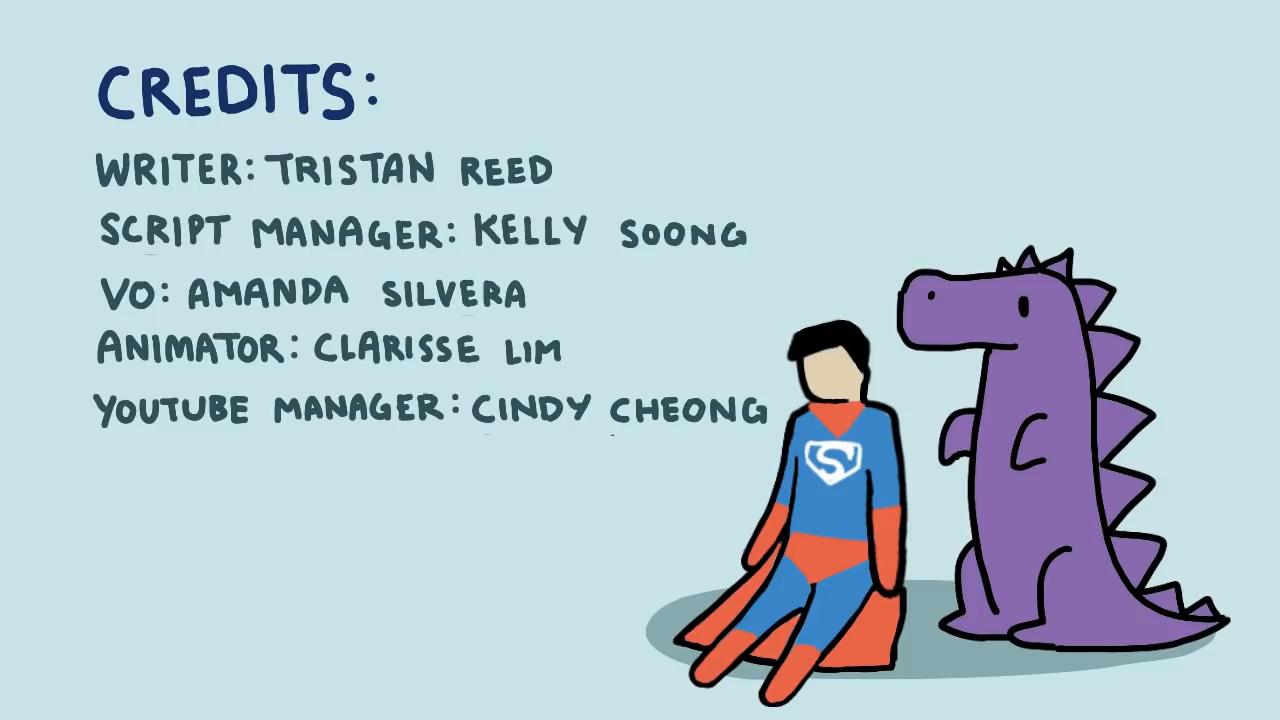 CREDITS:
WRITER: TRISTAN REED
SCRIPT MANAGER: KELLY SOONG
VO: AMANDA SILVERA
ANIMATOR: CLARISSE LIM
YOUTUBE MANAGER: CINDY CHEONG
S